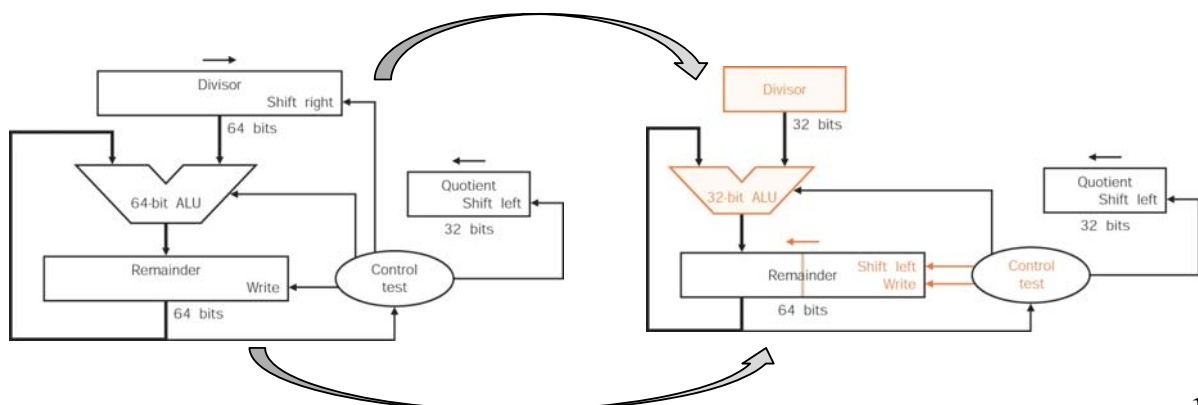 Divisor
Shift right
64 bits
64-bit ALU
Quotient
Shift left
32 bits
Remainder
Write
64 bits
Control
test
Divisor
32 bits
32-bit ALU
Quotient
Shift left
32 bits
Remainder
Shift left
Write
64 bits
Control
test
1